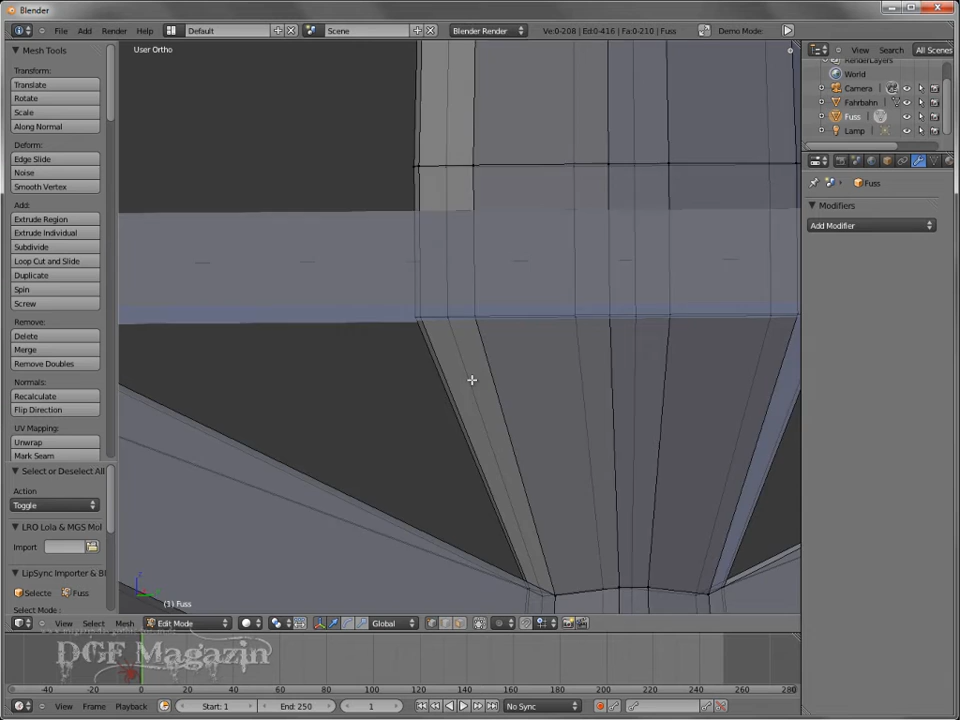 Blender
File Add Render Help Default Scene Blender Render Ve:0-208 | Ed:0-416 | Fa:0-210 | Fuss Demo Mode:
Mesh Tools
User Ortho
View Search All Scenes
RenderLayers
World
Camera
Fahrbahn
Fuss
Lamp
Fuss
Modifiers
Add Modifier
Transform:
Translate
Rotate
Scale
Along Normal
Deform:
Edge Slide
Noise
Smooth Vertex
Add:
Extrude Region
Extrude Individual
Subdivide
Loop Cut and Slide
Duplicate
Spin
Screw
Remove:
Delete
Merge
Remove Doubles
Normals:
Recalculate
Flip Direction
UV Mapping:
Unwrap
Mark Seam
Select or Deselect All
Action
Toggle
LRO Lola & MGS Mol
Import
LipSync Importer & Bl
Selecte Fuss
Select Mode :
(1) Fuss
View Select Mesh Edit Mode Global
DGF Magazin
-40 -20 0 20 40 60 80 100 120 140 160 180 200 220 240 260 280
View Frame Playback Start: 1 End: 250 1 No Sync